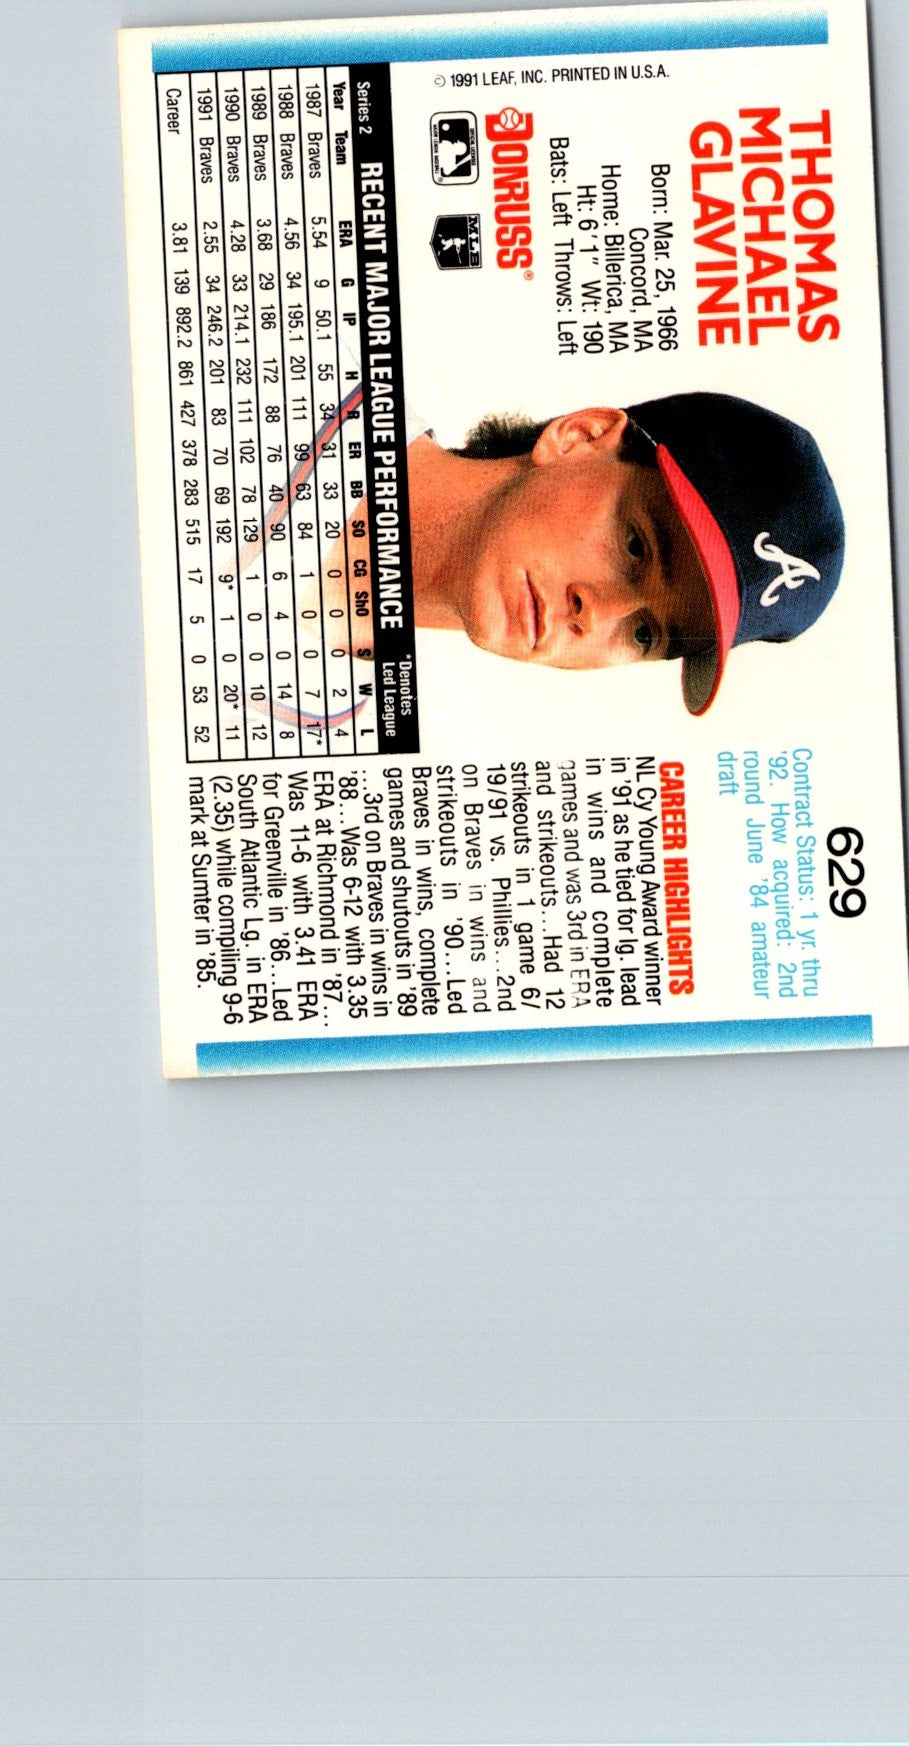 629
THOMAS
MICHAEL
GLAVINE
Born: Mar. 25, 1966
Concord, MA
Home: Billerica, MA
Ht: 6'1" Wt: 190
Bats: Left Throws: Left
DONRUSS®
MLB
© 1991 LEAF, INC. PRINTED IN U.S.A.
A
Contract Status: 1 yr. thru
'92. How acquired: 2nd
round June '84 amateur
draft
CAREER HIGHLIGHTS
NL Cy Young Award winner
in '91 as he tied for lg. lead
in wins and complete
games and was 3rd in ERA
and strikeouts...Had 12
strikeouts in 1 game 6/
19/91 vs. Phillies...2nd
on Braves in wins and
strikeouts in '90...Led
Braves in wins, complete
games and shutouts in '89
...3rd on Braves in wins in
'88...Was 6-12 with 3.35
ERA at Richmond in '87...
Was 11-6 with 3.41 ERA
for Greenville in '86...Led
South Atlantic Lg. in ERA
(2.35) while compiling 9-6
mark at Sumter in '85.
Series 2 RECENT MAJOR LEAGUE PERFORMANCE *Denotes Led League
Year Team ERA G IP H R ER BB SO CG ShO S W L
1987 Braves 5.54 9 50.1 55 34 31 33 20 0 0 0 2 4
1988 Braves 4.56 34 195.1 201 111 99 63 84 1 0 0 7 17*
1989 Braves 3.68 29 186 172 88 76 40 90 6 4 0 14 8
1990 Braves 4.28 33 214.1 232 111 102 78 129 1 0 0 10 12
1991 Braves 2.55 34 246.2 201 83 70 69 192 9* 1 0 20* 11
Career 3.81 139 892.2 861 427 378 283 515 17 5 0 53 52